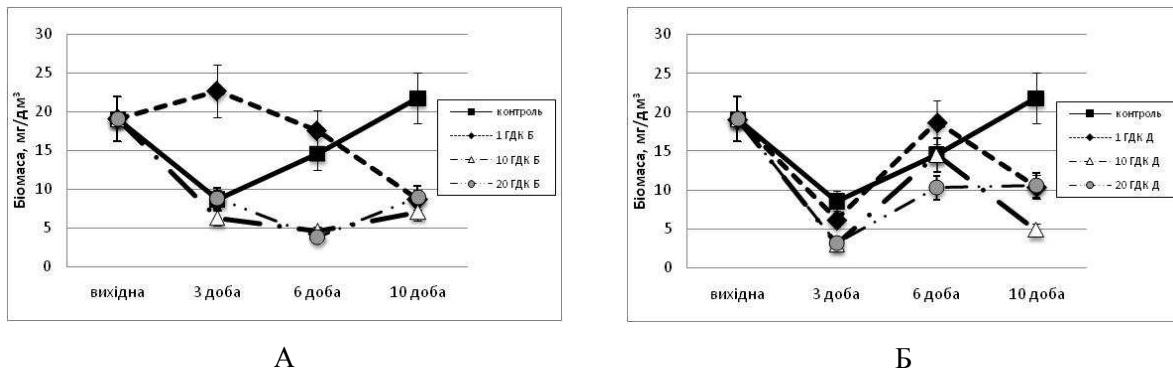 30
25
20
15
10
5
0
Біомаса, мг/дм³
вихідна 3 доба 6 доба 10 доба
контроль
1 ГДК Б
10 ГДК Б
20 ГДК Б
А
30
25
20
15
10
5
0
Біомаса, мг/дм³
вихідна 3 доба 6 доба 10 доба
контроль
1 ГДК Д
10 ГДК Д
20 ГДК Д
Б